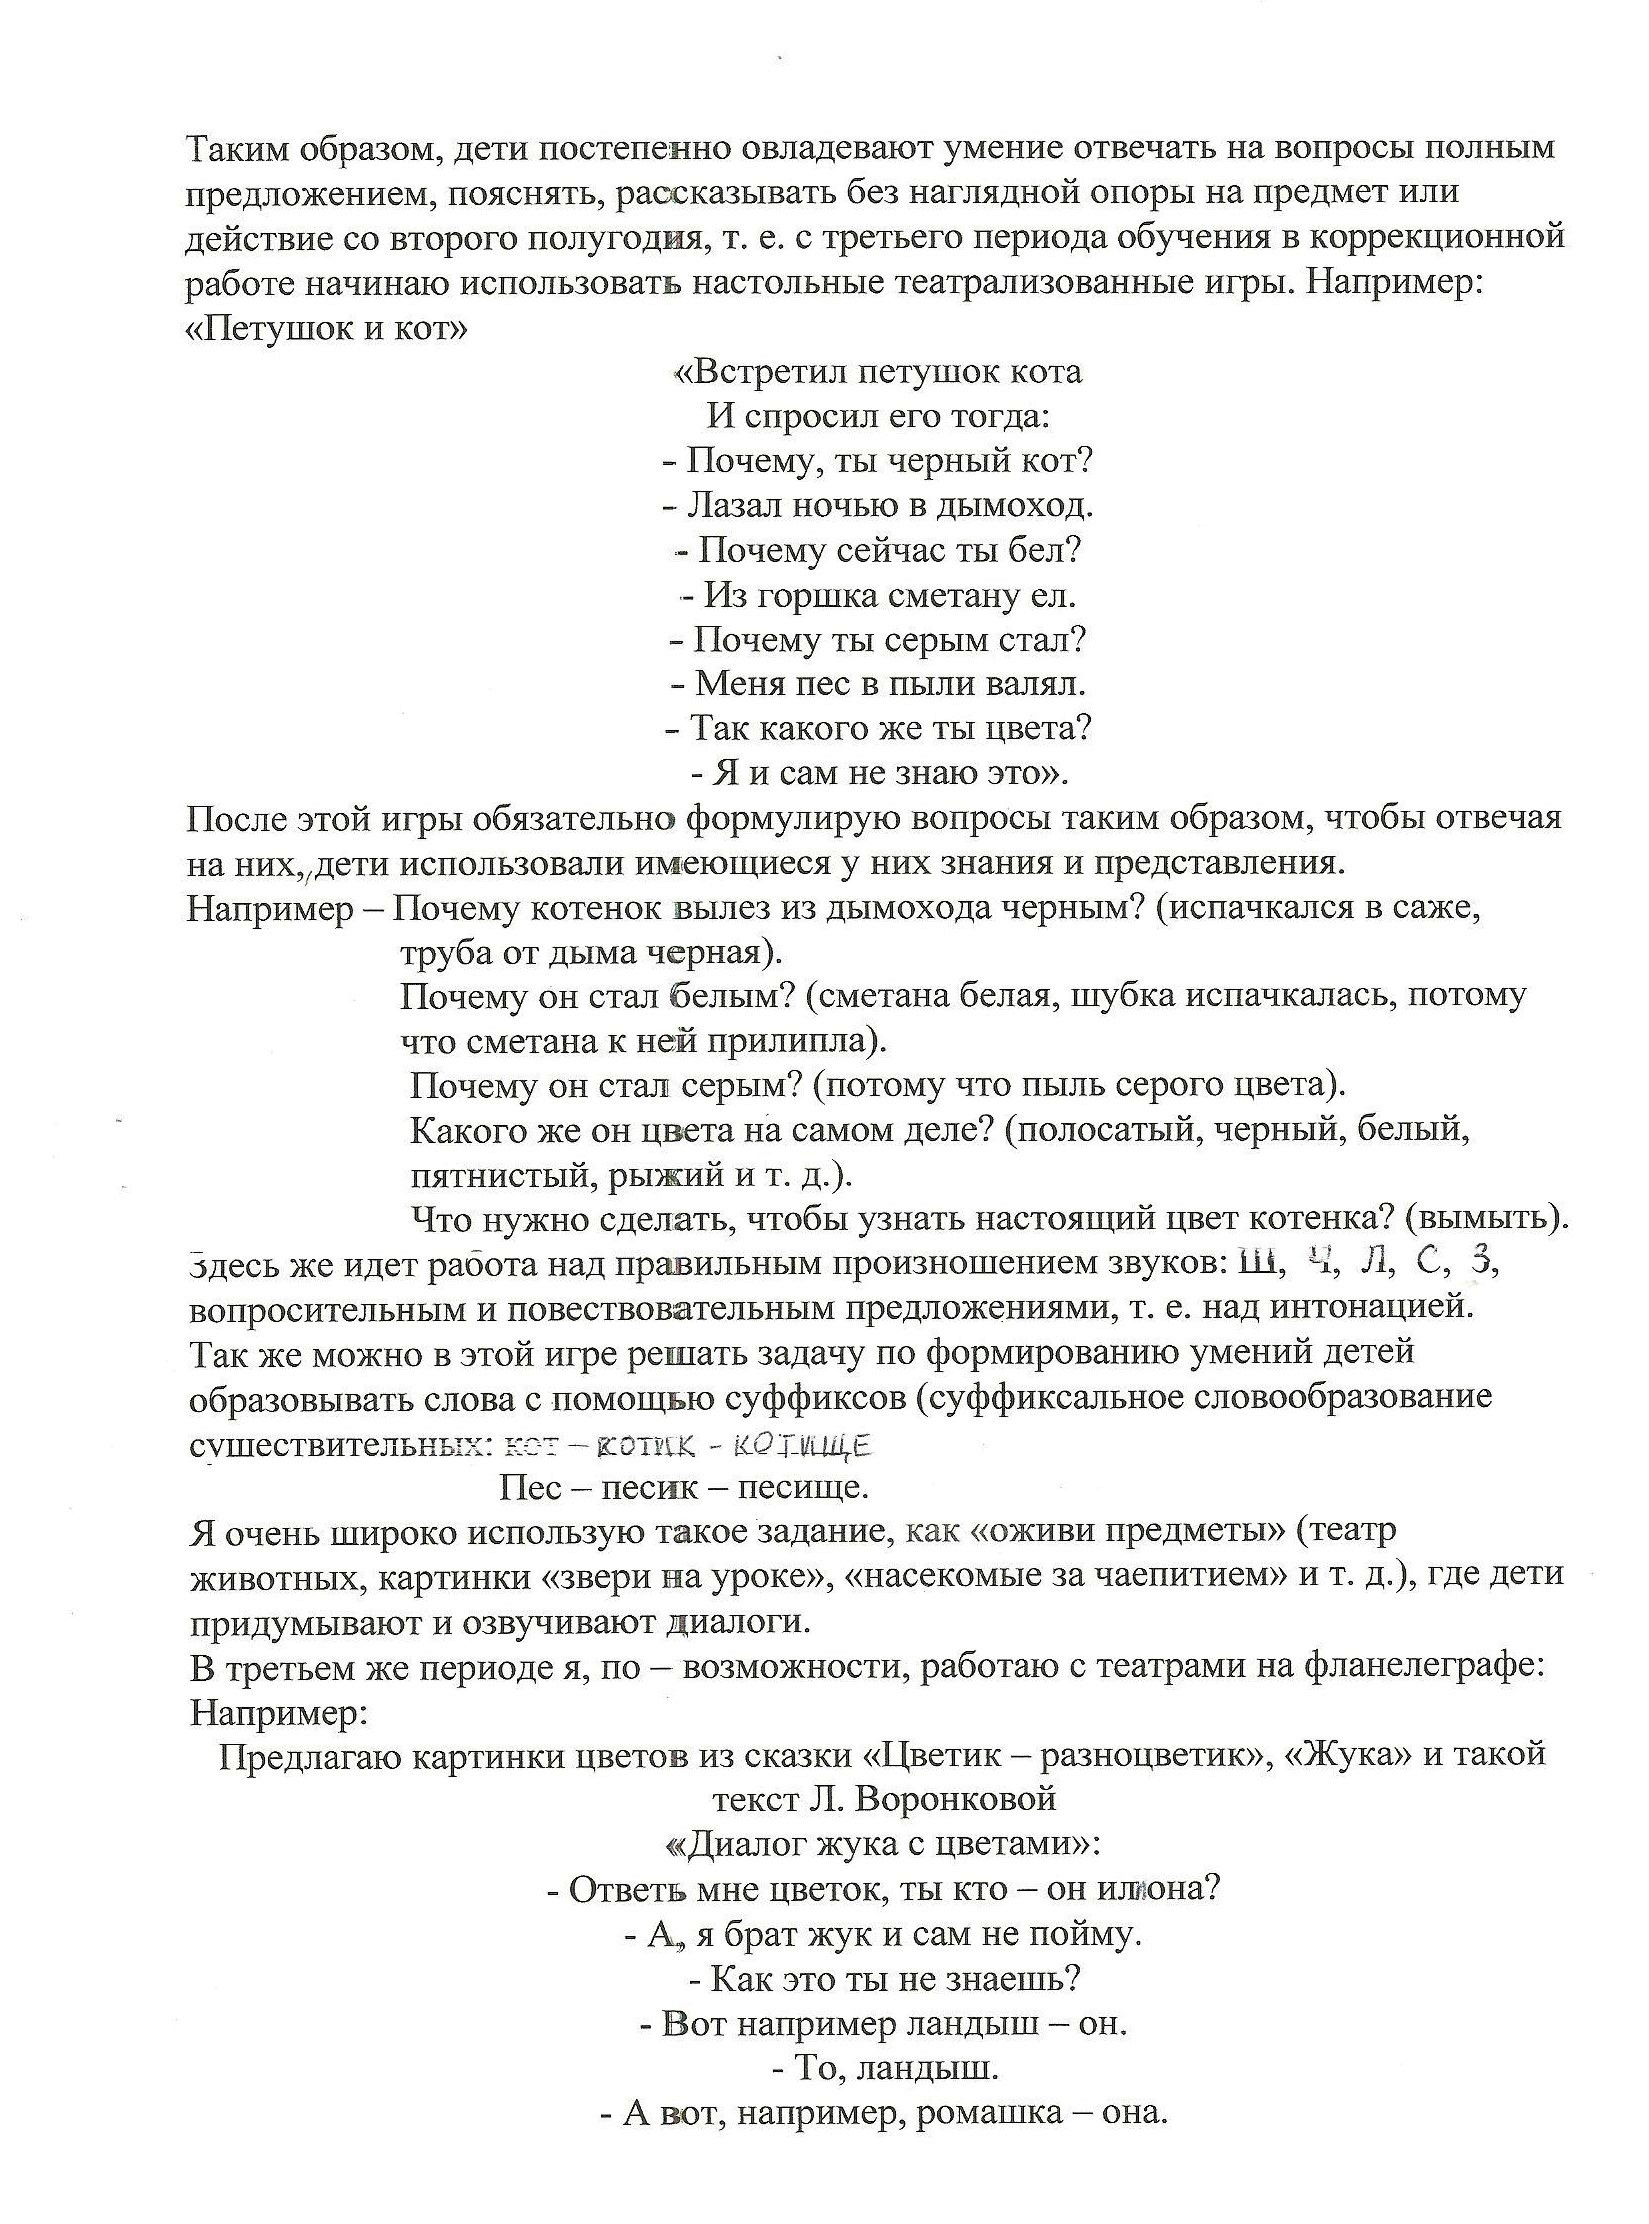 Таким образом, дети постепенно овладевают умение отвечать на вопросы полным
предложением, пояснять, рассказывать без наглядной опоры на предмет или
действие со второго полугодия, т. е. с третьего периода обучения в коррекционной
работе начинаю использовать настольные театрализованные игры. Например:
«Петушок и кот»
«Встретил петушок кота
И спросил его тогда:
- Почему, ты черный кот?
- Лазал ночью в дымоход.
- Почему сейчас ты бел?
- Из горшка сметану ел.
- Почему ты серым стал?
- Меня пес в пыли валял.
- Так какого же ты цвета?
- Я и сам не знаю это».
После этой игры обязательно формулирую вопросы таким образом, чтобы отвечая
на них, дети использовали имеющиеся у них знания и представления.
Например – Почему котенок вылез из дымохода черным? (испачкался в саже,
труба от дыма черная).
Почему он стал белым? (сметана белая, шубка испачкалась, потому
что сметана к ней прилипла).
Почему он стал серым? (потому что пыль серого цвета).
Какого же он цвета на самом деле? (полосатый, черный, белый,
пятнистый, рыжий и т. д.).
Что нужно сделать, чтобы узнать настоящий цвет котенка? (вымыть).
Здесь же идет работа над правильным произношением звуков: Ш, Ч, Л, С, З,
вопросительным и повествовательным предложениями, т. е. над интонацией.
Так же можно в этой игре решать задачу по формированию умений детей
образовывать слова с помощью суффиксов (суффиксальное словообразование
существительных: кот – котик - котище
Пес – песик – песище.
Я очень широко использую такое задание, как «оживи предметы» (театр
животных, картинки «звери на уроке», «насекомые за чаепитием» и т. д.), где дети
придумывают и озвучивают диалоги.
В третьем же периоде я, по – возможности, работаю с театрами на фланелеграфе:
Например:
Предлагаю картинки цветов из сказки «Цветик – разноцветик», «Жука» и такой
текст Л. Воронковой
«Диалог жука с цветами»:
- Ответь мне цветок, ты кто – он или она?
- А, я брат жук и сам не пойму.
- Как это ты не знаешь?
- Вот например ландыш – он.
- То, ландыш.
- А вот, например, ромашка – она.